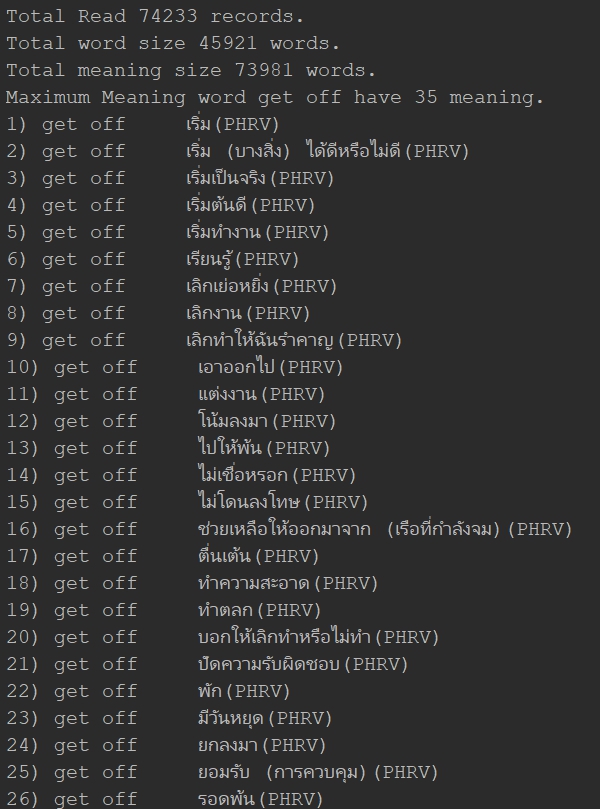 Total Read 74233 records.
Total word size 45921 words.
Total meaning size 73981 words.
Maximum Meaning word get off have 35 meaning.
1) get off เริ่ม(PHRV)
2) get off เริ่ม (บางสิ่ง) ได้ดีหรือไม่ดี(PHRV)
3) get off เริ่มเป็นจริง(PHRV)
4) get off เริ่มต้นดี(PHRV)
5) get off เริ่มทำงาน(PHRV)
6) get off เรียนรู้(PHRV)
7) get off เลิกเย่อหยิ่ง(PHRV)
8) get off เลิกงาน(PHRV)
9) get off เลิกทำให้ฉันรำคาญ(PHRV)
10) get off เอาออกไป(PHRV)
11) get off แต่งงาน(PHRV)
12) get off โน้มลงมา(PHRV)
13) get off ไปให้พ้น(PHRV)
14) get off ไม่เชื่อหรอก(PHRV)
15) get off ไม่โดนลงโทษ(PHRV)
16) get off ช่วยเหลือให้ออกมาจาก (เรือที่กำลังจม)(PHRV)
17) get off ตื่นเต้น(PHRV)
18) get off ทำความสะอาด(PHRV)
19) get off ทำตลก(PHRV)
20) get off บอกให้เลิกทำหรือไม่ทำ(PHRV)
21) get off ปัดความรับผิดชอบ(PHRV)
22) get off พัก(PHRV)
23) get off มีวันหยุด(PHRV)
24) get off ยกลงมา(PHRV)
25) get off ยอมรับ (การควบคุม)(PHRV)
26) get off รอดพ้น(PHRV)